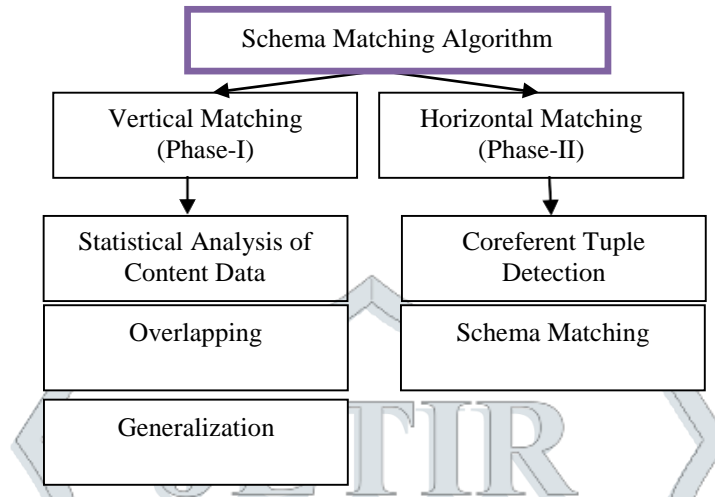 Schema Matching Algorithm
Vertical Matching
(Phase-I)
Horizontal Matching
(Phase-II)
Statistical Analysis of
Content Data
Coreferent Tuple
Detection
Overlapping
Schema Matching
Generalization
JETIR